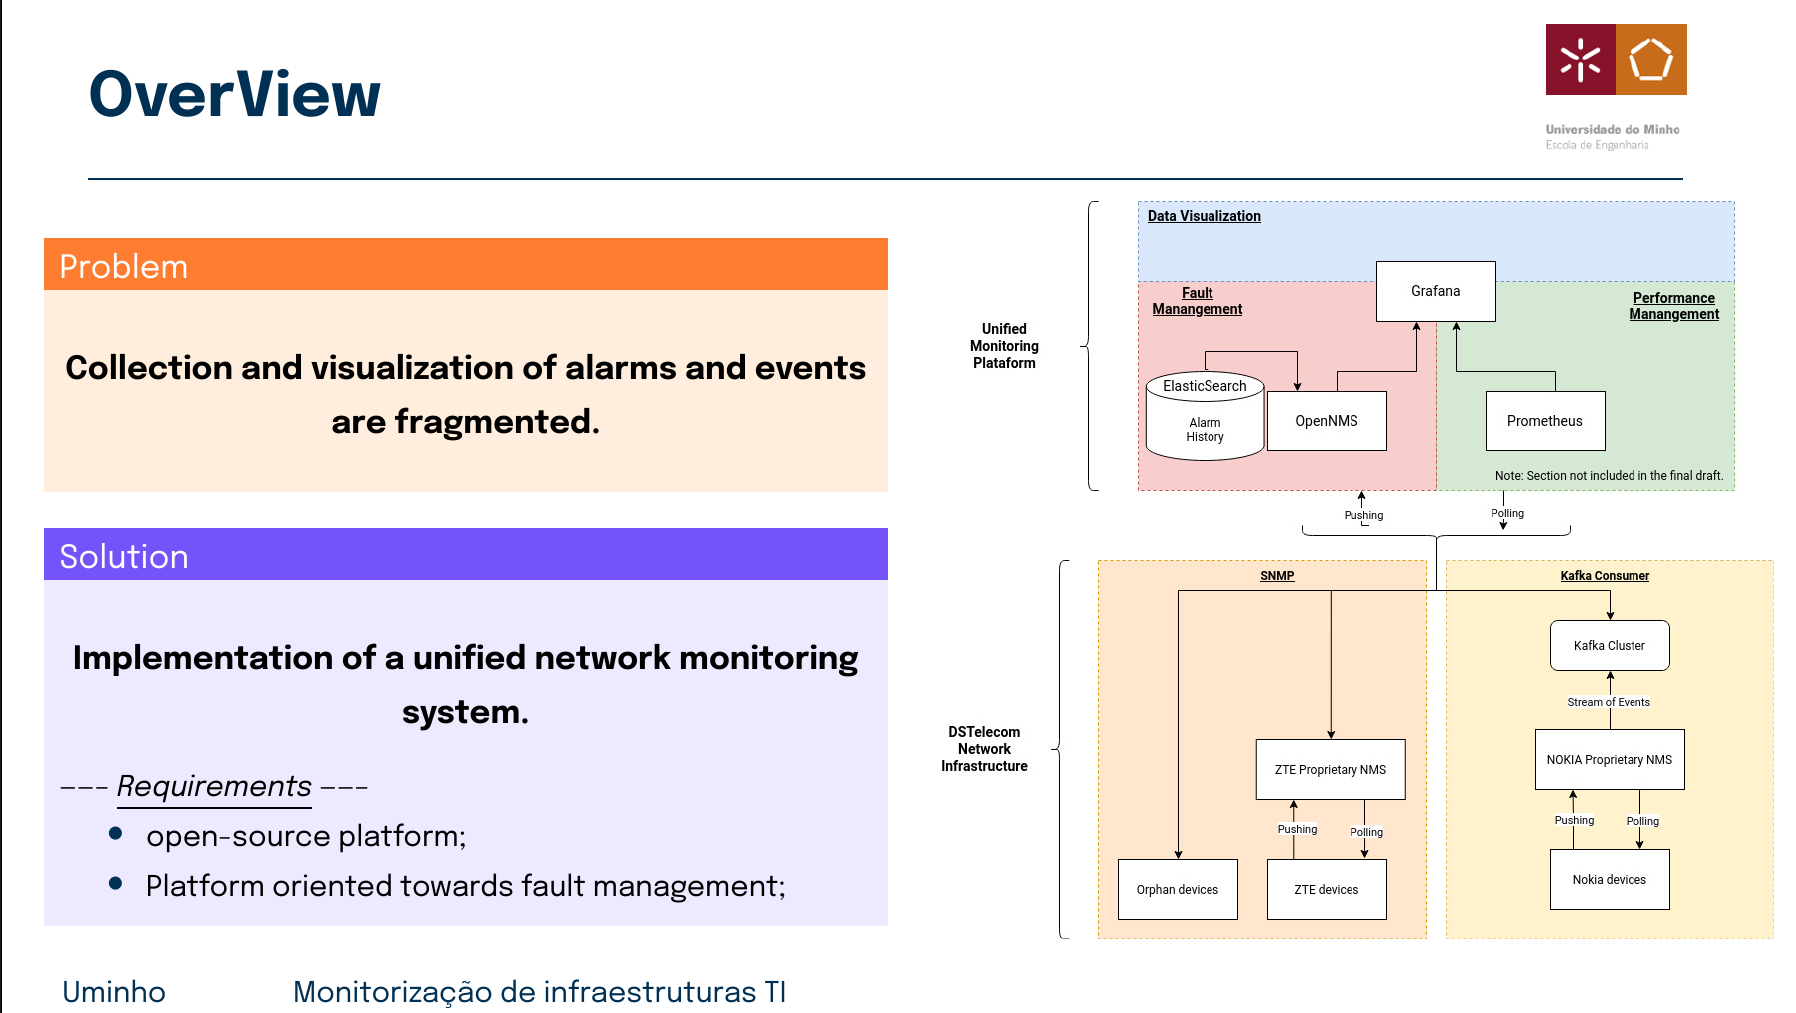 OverView
Universidade do Minho
Escola de Engenharia
Problem
Collection and visualization of alarms and events
are fragmented.
Solution
Implementation of a unified network monitoring
system.
--- Requirements ---
open-source platform;
Platform oriented towards fault management;
Unified
Monitoring
Plataform
Data Visualization
Grafana
Fault
Manangement
Performance
Manangement
ElasticSearch
Alarm
History
OpenNMS
Prometheus
Note: Section not included in the final draft.
Pushing
Polling
DSTelecom
Network
Infrastructure
SNMP
Kafka Consumer
Kafka Cluster
Stream of Events
ZTE Proprietary NMS
NOKIA Proprietary NMS
Pushing
Polling
Pushing
Polling
Orphan devices
ZTE devices
Nokia devices
Uminho
Monitorização de infraestruturas TI